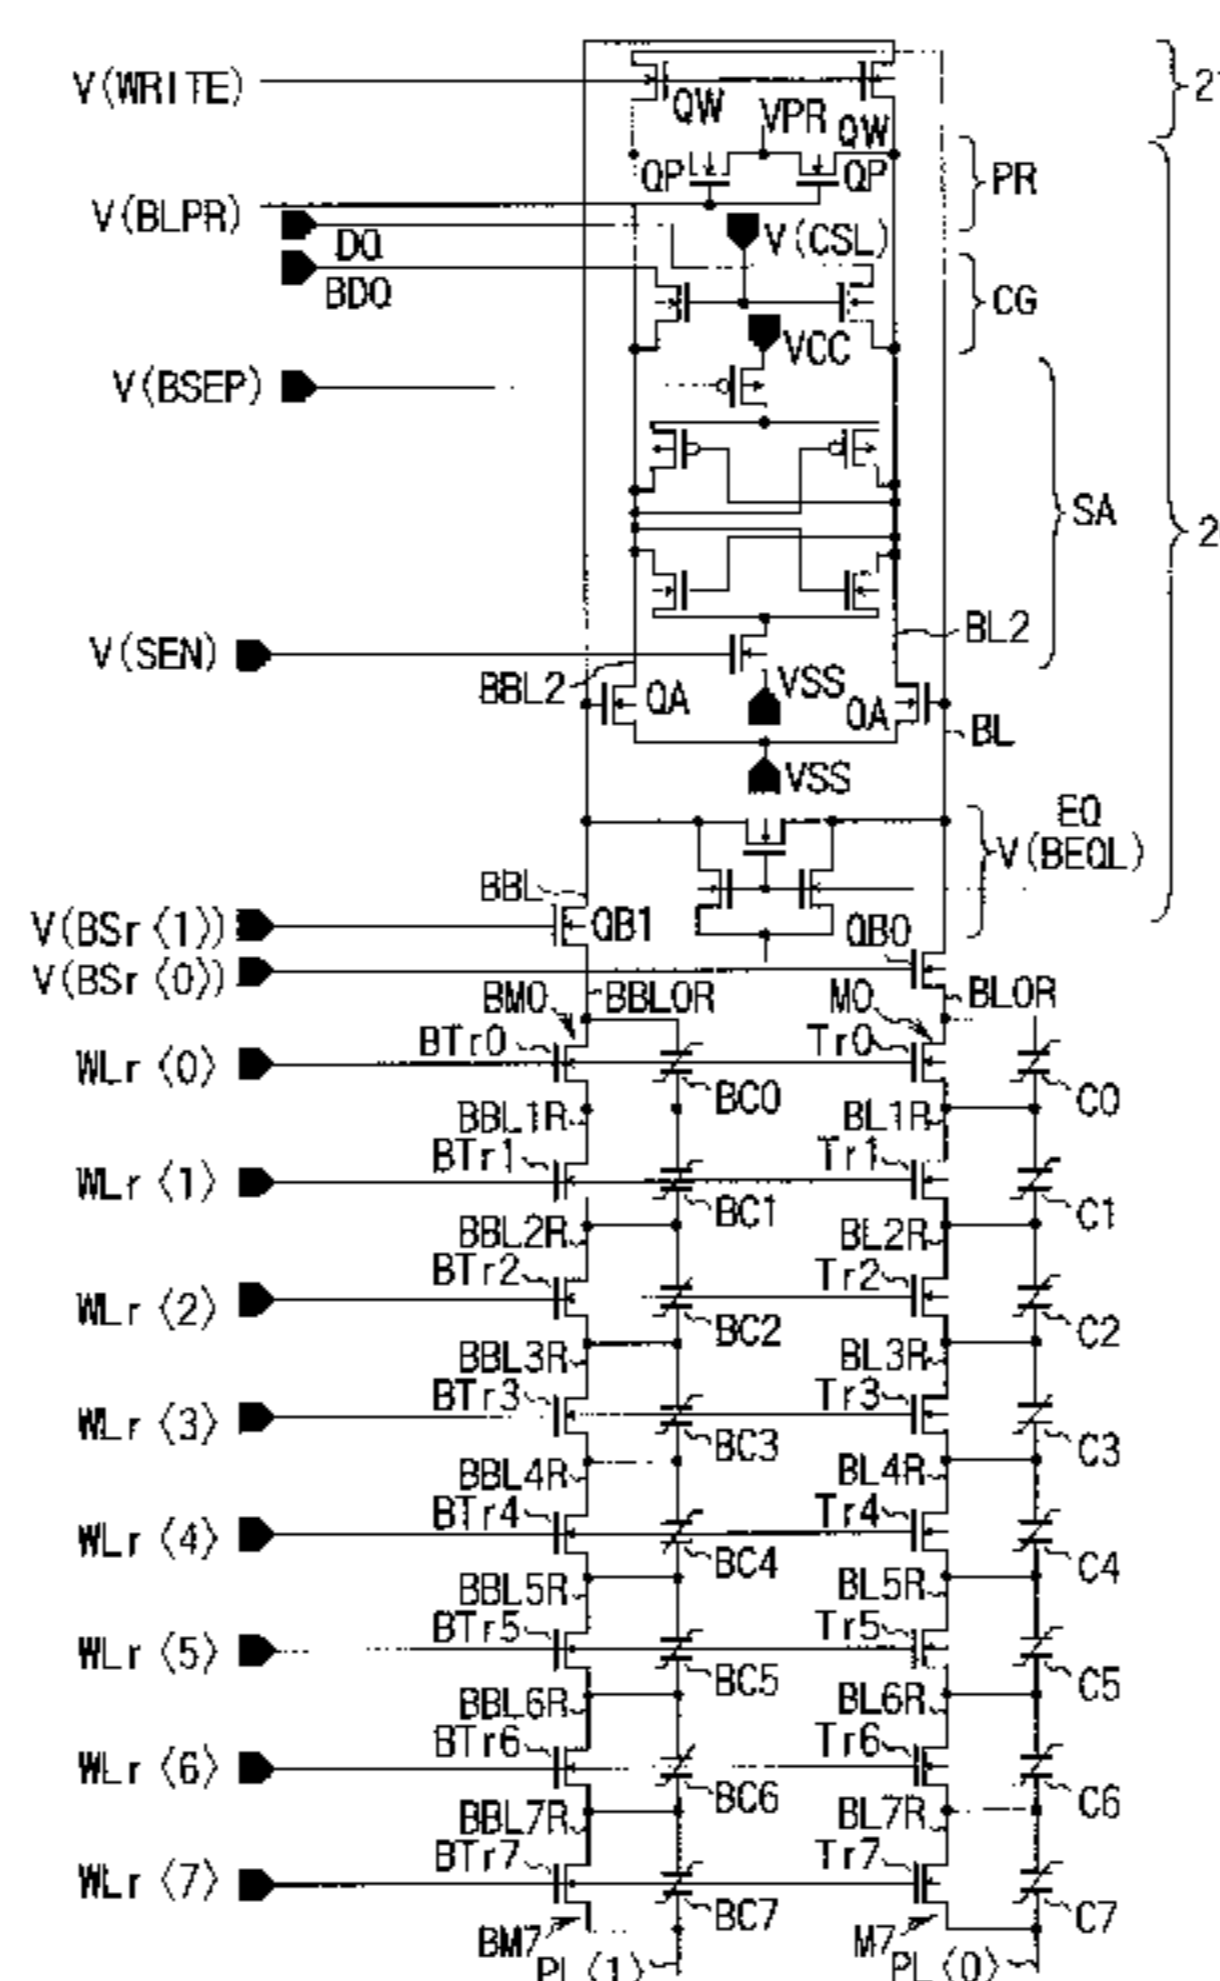 V(WRITE)
QW
VPR
QW
QP
QP
PR
V(BLPR)
DQ
V(CSL)
BDQ
CG
VCC
V(BSEP)
SA
BL2
V(SEN)
BBL2
QA
VSS
QA
BL
VSS
EQ
V(BEQL)
BBL
V(BSr〈1〉)
QB1
QB0
V(BSr〈0〉)
BM0
BBL0R
M0
BL0R
BTr0
Tr0
WLr〈0〉
BC0
C0
BBL1R
BL1R
BTr1
Tr1
WLr〈1〉
BC1
C1
BBL2R
BL2R
BTr2
Tr2
WLr〈2〉
BC2
C2
BBL3R
BL3R
BTr3
Tr3
WLr〈3〉
BC3
C3
BBL4R
BL4R
BTr4
Tr4
WLr〈4〉
BC4
C4
BBL5R
BL5R
BTr5
Tr5
WLr〈5〉
BC5
C5
BBL6R
BL6R
BTr6
Tr6
WLr〈6〉
BC6
C6
BBL7R
BL7R
BTr7
Tr7
WLr〈7〉
BC7
C7
BM7
M7
PL〈1〉
PL〈0〉